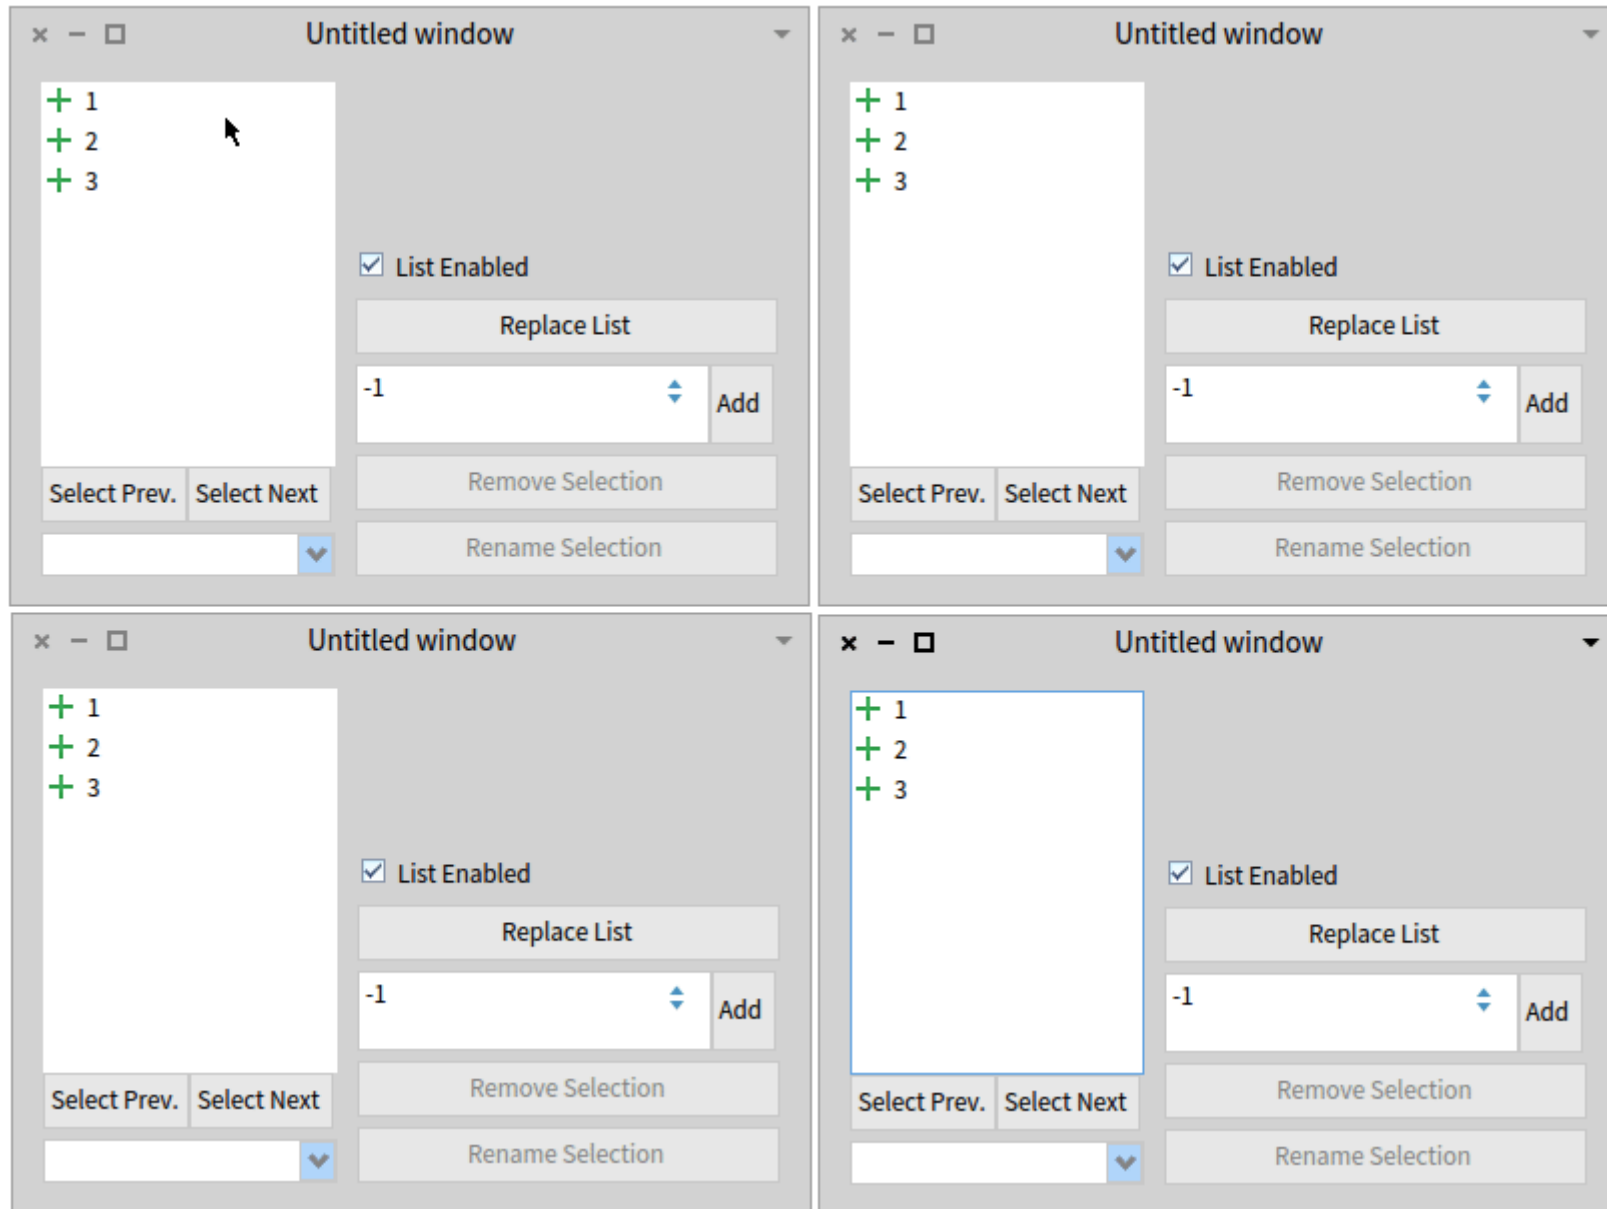 Untitled window
1
2
3
List Enabled
Replace List
-1
Add
Remove Selection
Select Prev. Select Next
Rename Selection
Untitled window
1
2
3
List Enabled
Replace List
-1
Add
Remove Selection
Select Prev. Select Next
Rename Selection
Untitled window
1
2
3
List Enabled
Replace List
-1
Add
Remove Selection
Select Prev. Select Next
Rename Selection
Untitled window
1
2
3
List Enabled
Replace List
-1
Add
Remove Selection
Select Prev. Select Next
Rename Selection